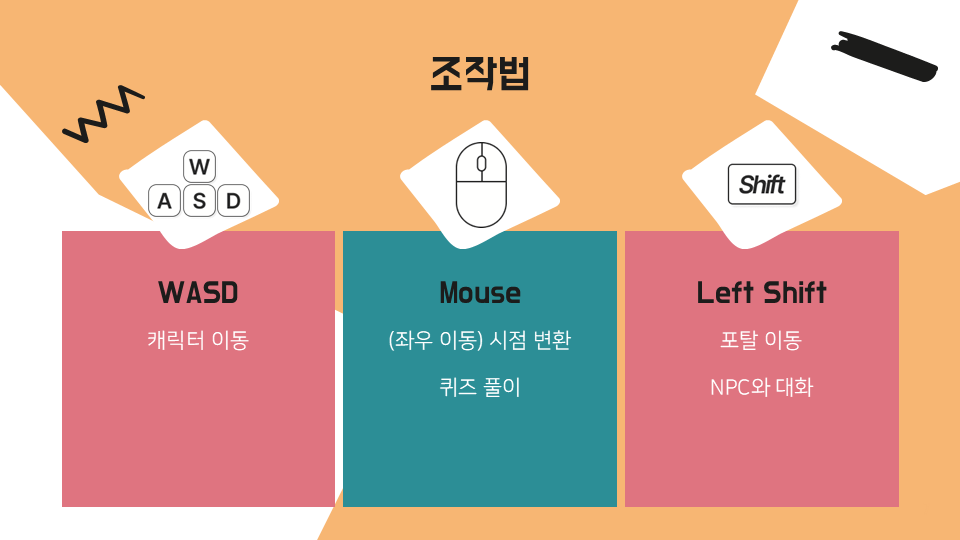 조작법
W
A S D
Shift
WASD
캐릭터 이동
Mouse
(좌우 이동) 시점 변환
퀴즈 풀이
Left Shift
포탈 이동
NPC와 대화